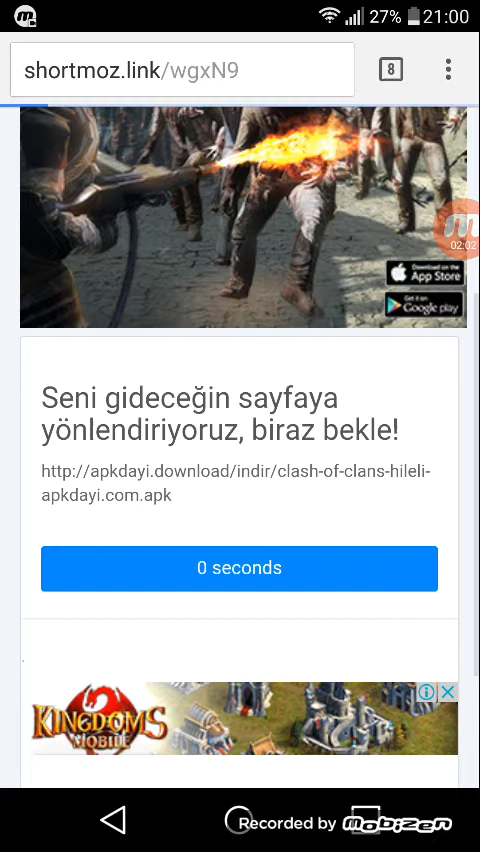 27% 21:00
shortmoz.link/wgxN9
8
02:02
Download on the
App Store
Get it on
Google play
Seni gideceğin sayfaya
yönlendiriyoruz, biraz bekle!
http://apkdayi.download/indir/clash-of-clans-hileli-
apkdayi.com.apk
0 seconds
KINGDOMS
MOBILE
Recorded by mobizen